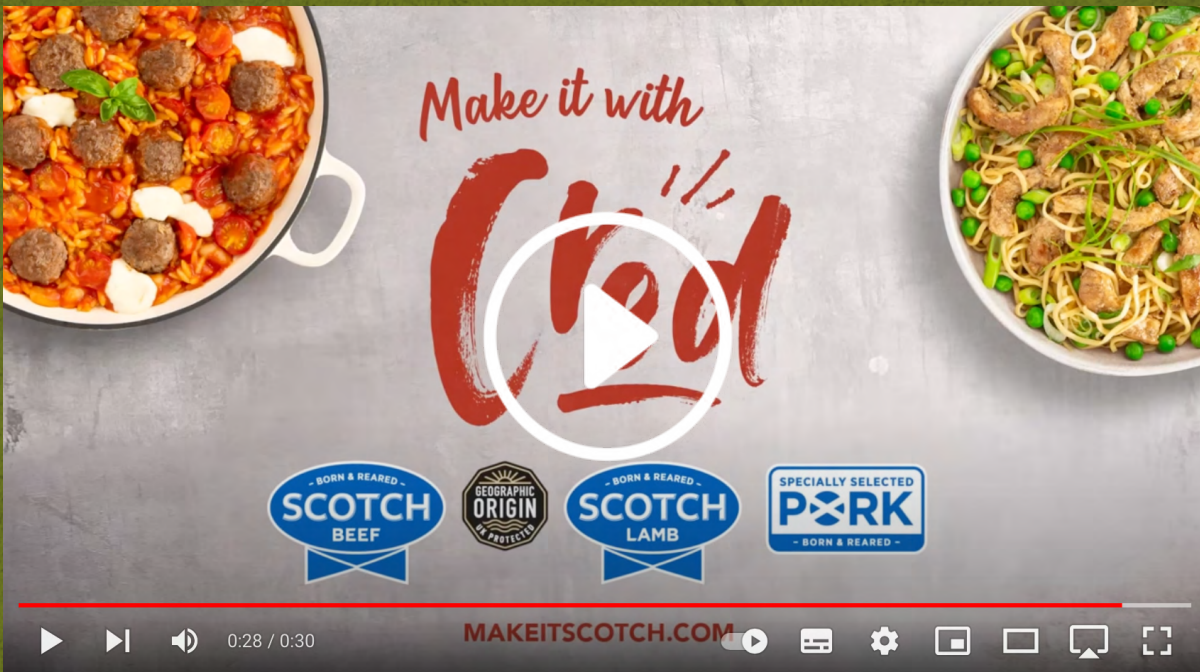 Make it with
- BORN & REARED -
SCOTCH
BEEF
GEOGRAPHIC
ORIGIN
UK PROTECTED
- BORN & REARED -
SCOTCH
LAMB
SPECIALLY SELECTED
PORK
- BORN & REARED -
0:28 / 0:30
MAKEITSCOTCH.COM